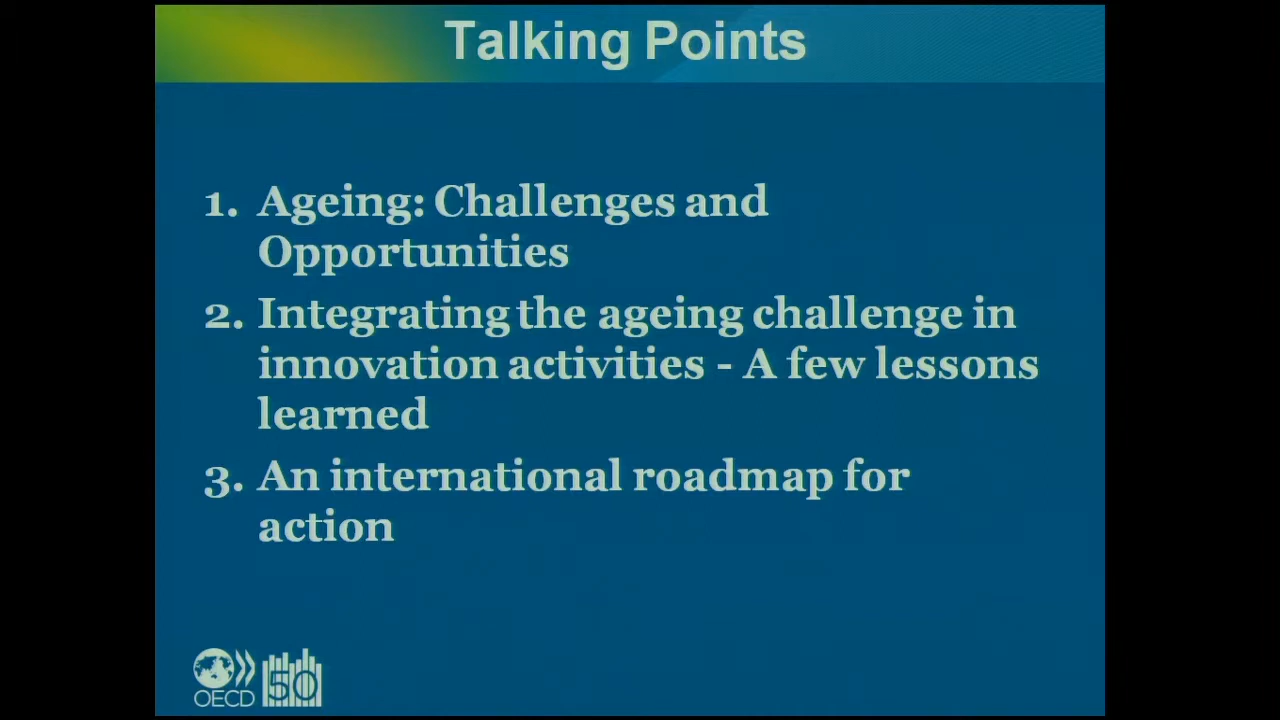 Talking Points
1. Ageing: Challenges and
Opportunities
2. Integrating the ageing challenge in
innovation activities - A few lessons
learned
3. An international roadmap for
action
OECD 50